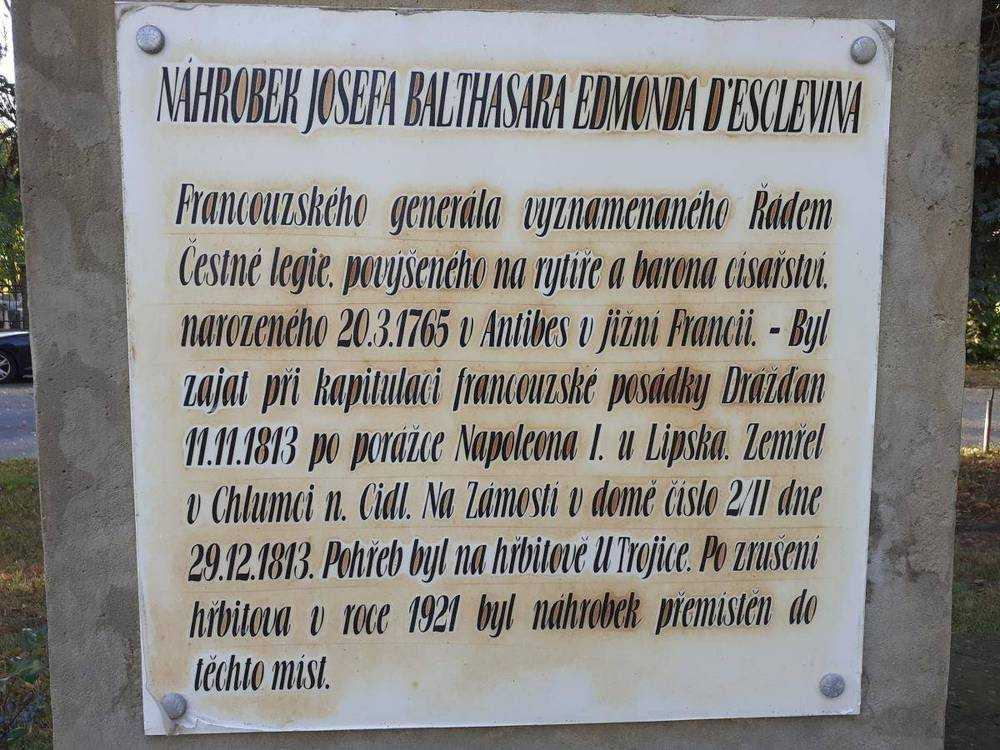 NÁHROBEK JOSEFA BALTHASARA EDMONDA D'ESCLEVINA
Francouzského generála vyznamenaného Řádem
Čestné legie, povýšeného na rytíře a barona císařství,
narozeného 20.3.1765 v Antibes v jižní Francii. - Byl
zajat při kapitulaci francouzské posádky Drážďan
11.11.1813 po porážce Napoleona I. u Lipska. Zemřel
v Chlumci n. Cidl. Na Zámostí v domě číslo 2/II dne
29.12.1813. Pohřeb byl na hřbitově U Trojice. Po zrušení
hřbitova v roce 1921 byl náhrobek přemístěn do
těchto míst.